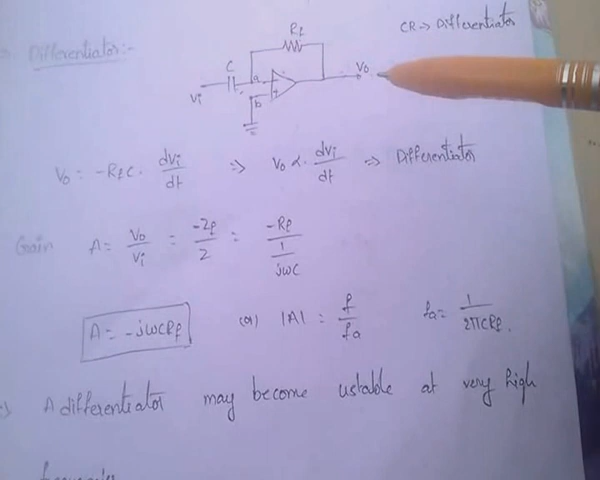 CR → Differentiator
Differentiator:-
Rf
C
a
-
Vo
Vi
b
+
Vo = -RfC . dVi/dt ⇒ Vo α . dVi/dt ⇒ Differentiator
Gain A = Vo/Vi = -Zf/Z = -Rf/(1/jωC)
A = -jωCRf (or) |A| = f/fa fa = 1/2πCRf .
⇒ A differentiator may become ustable at very high